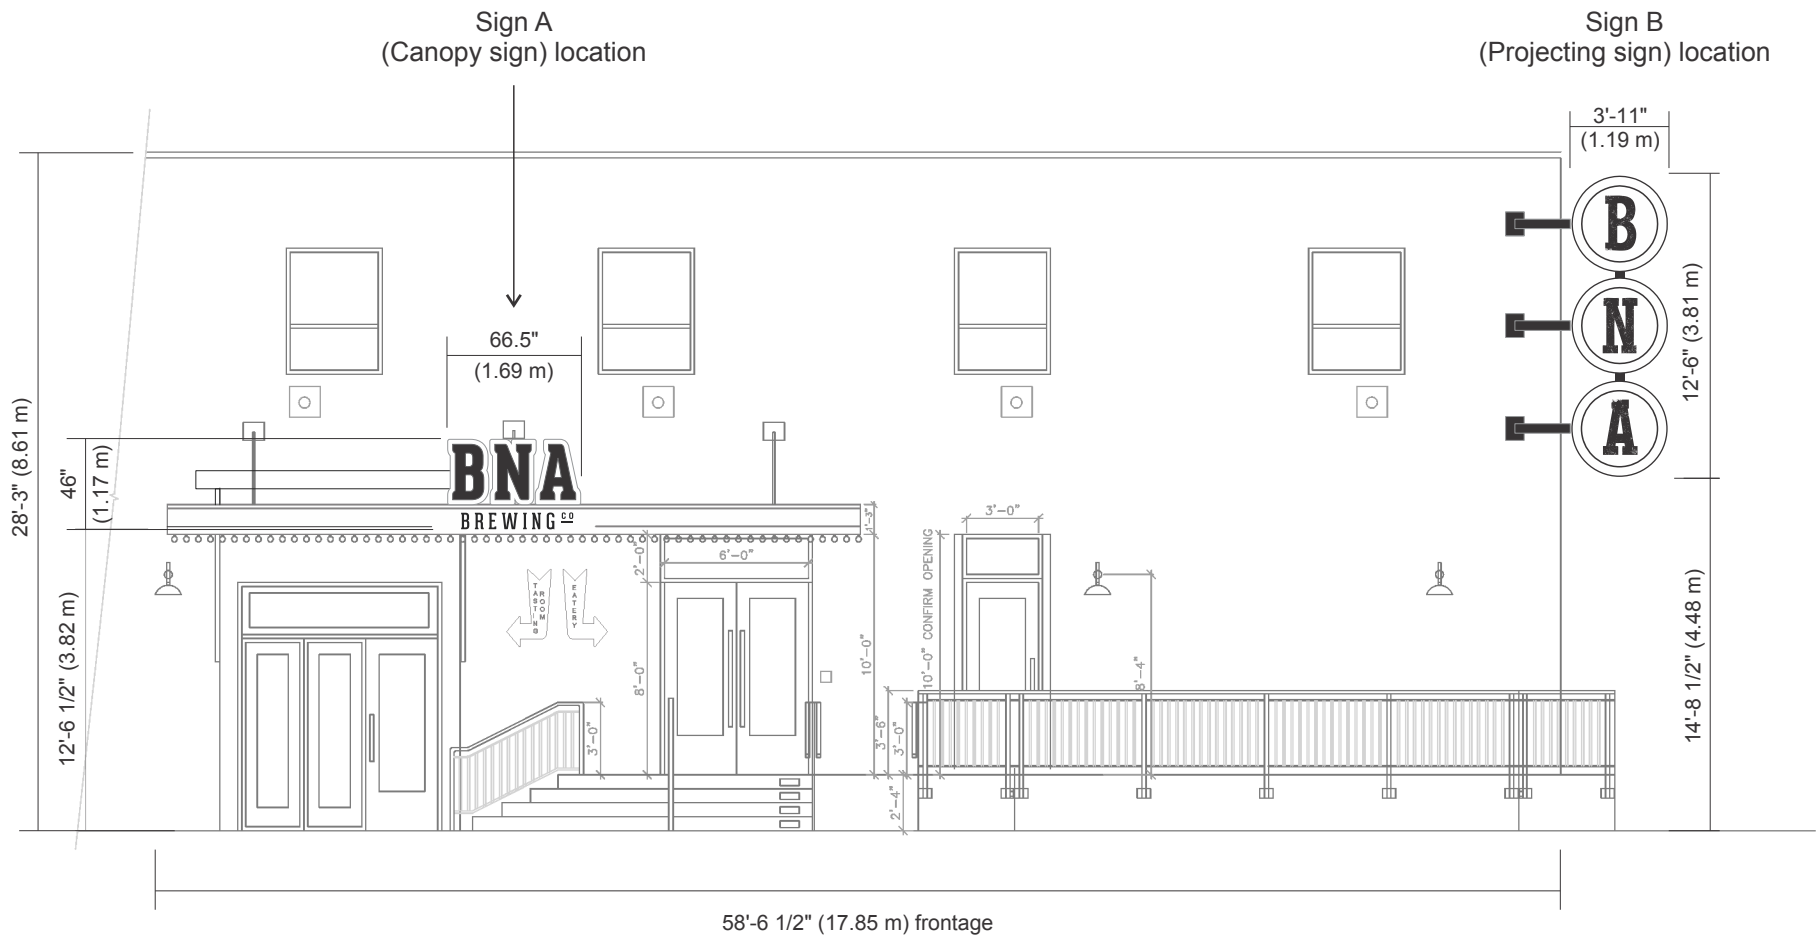 Sign A
(Canopy sign) location
Sign B
(Projecting sign) location
3'-11"
(1.19 m)
B
N
A
12'-6" (3.81 m)
14'-8 1/2" (4.48 m)
66.5"
(1.69 m)
28'-3" (8.61 m)
46"
(1.17 m)
12'-6 1/2" (3.82 m)
BNA
BREWING CO
TASTING
ROOM
EATERY
1'-3"
2'-0"
6'-0"
8'-0"
10'-0"
3'-0"
10'-0" CONFIRM OPENING
3'-0"
8'-4"
3'-6"
3'-0"
2'-4"
58'-6 1/2" (17.85 m) frontage